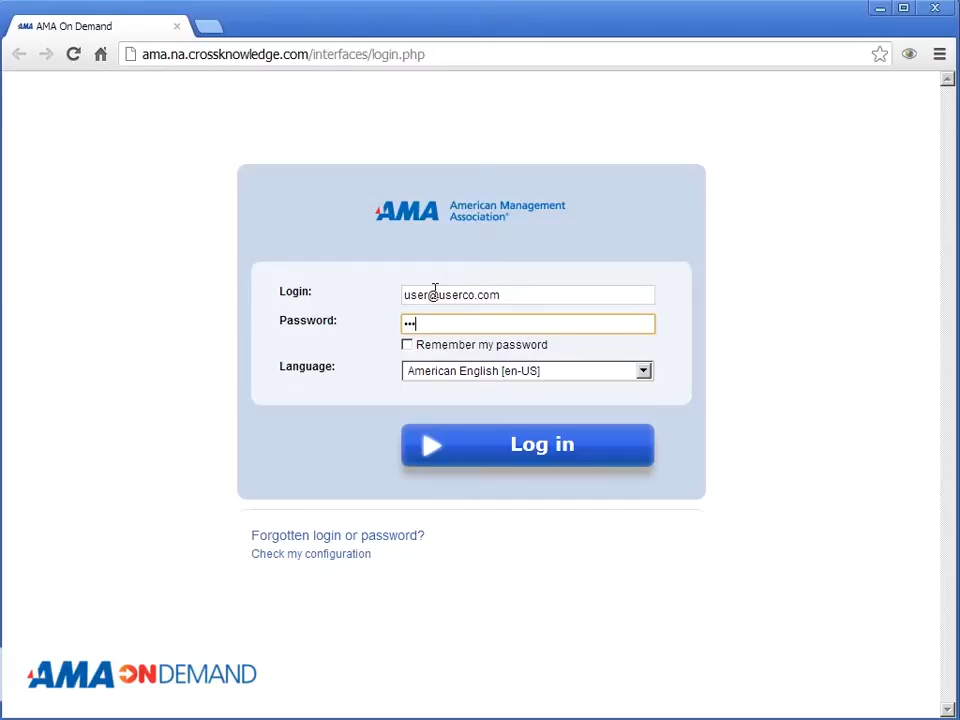 AMA AMA On Demand
ama.na.crossknowledge.com/interfaces/login.php
AMA American Management
Association®
Login:
user@userco.com
Password:
•••
Remember my password
Language:
American English [en-US]
Log in
Forgotten login or password?
Check my configuration
AMA ONDEMAND